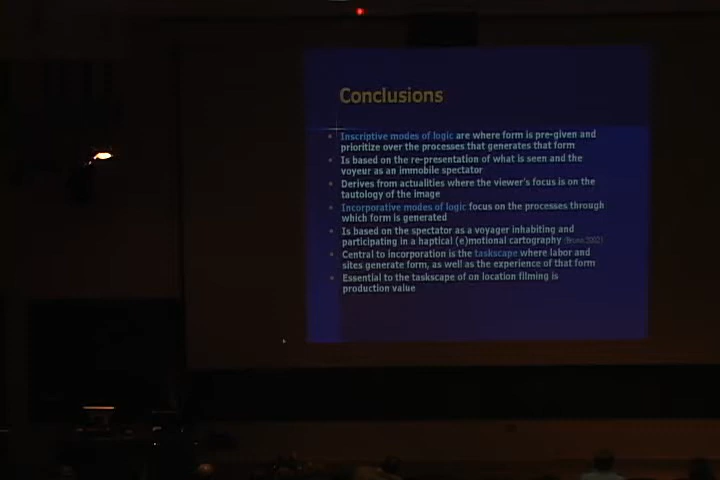 Conclusions
Inscriptive modes of logic are where form is pre-given and
prioritize over the processes that generates that form
Is based on the re-presentation of what is seen and the
voyeur as an immobile spectator
Derives from actualities where the viewer's focus is on the
tautology of the image
Incorporative modes of logic focus on the processes through
which form is generated
Is based on the spectator as a voyager inhabiting and
participating in a haptical (e)motional cartography (Bruno 2002)
Central to incorporation is the taskscape where labor and
sites generate form, as well as the experience of that form
Essential to the taskscape of on location filming is
production value